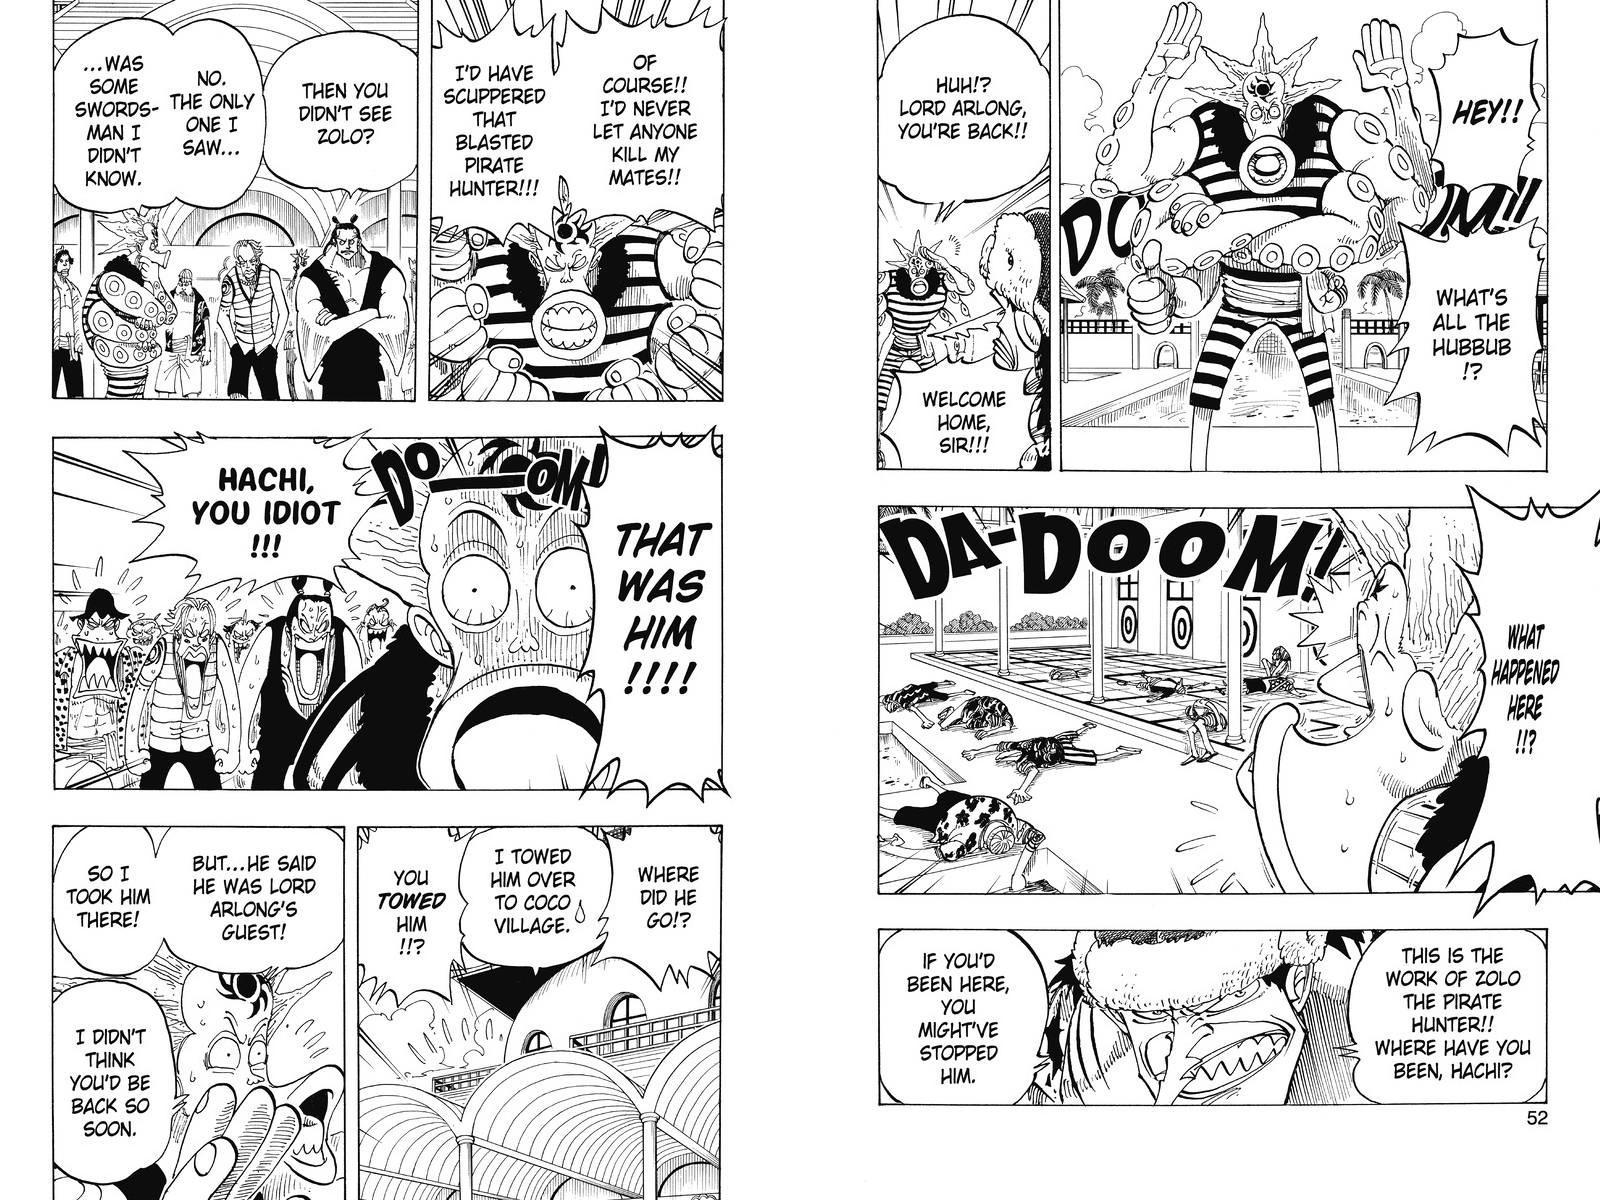 HEY!!
DOOM!!
WHAT'S
ALL THE
HUBBUB
!?
HUH!?
LORD ARLONG,
YOU'RE BACK!!
WELCOME
HOME,
SIR!!!
DA-DOOM!
WHAT
HAPPENED
HERE
!!?
THIS IS THE
WORK OF ZOLO
THE PIRATE
HUNTER!!
WHERE HAVE YOU
BEEN, HACHI?
IF YOU'D
BEEN HERE,
YOU
MIGHT'VE
STOPPED
HIM.
52
OF
COURSE!!
I'D NEVER
LET ANYONE
KILL MY
MATES!!
I'D HAVE
SCUPPERED
THAT
BLASTED
PIRATE
HUNTER!!!
THEN YOU
DIDN'T SEE
ZOLO?
NO.
THE ONLY
ONE I
SAW...
...WAS
SOME
SWORDS-
MAN I
DIDN'T
KNOW.
THAT
WAS
HIM
!!!!
DO—OM!
HACHI,
YOU IDIOT
!!!
WHERE
DID HE
GO!?
I TOWED
HIM OVER
TO COCO
VILLAGE.
YOU
TOWED
HIM
!!?
BUT...HE SAID
HE WAS LORD
ARLONG'S
GUEST!
SO I
TOOK HIM
THERE!
I DIDN'T
THINK
YOU'D BE
BACK SO
SOON.